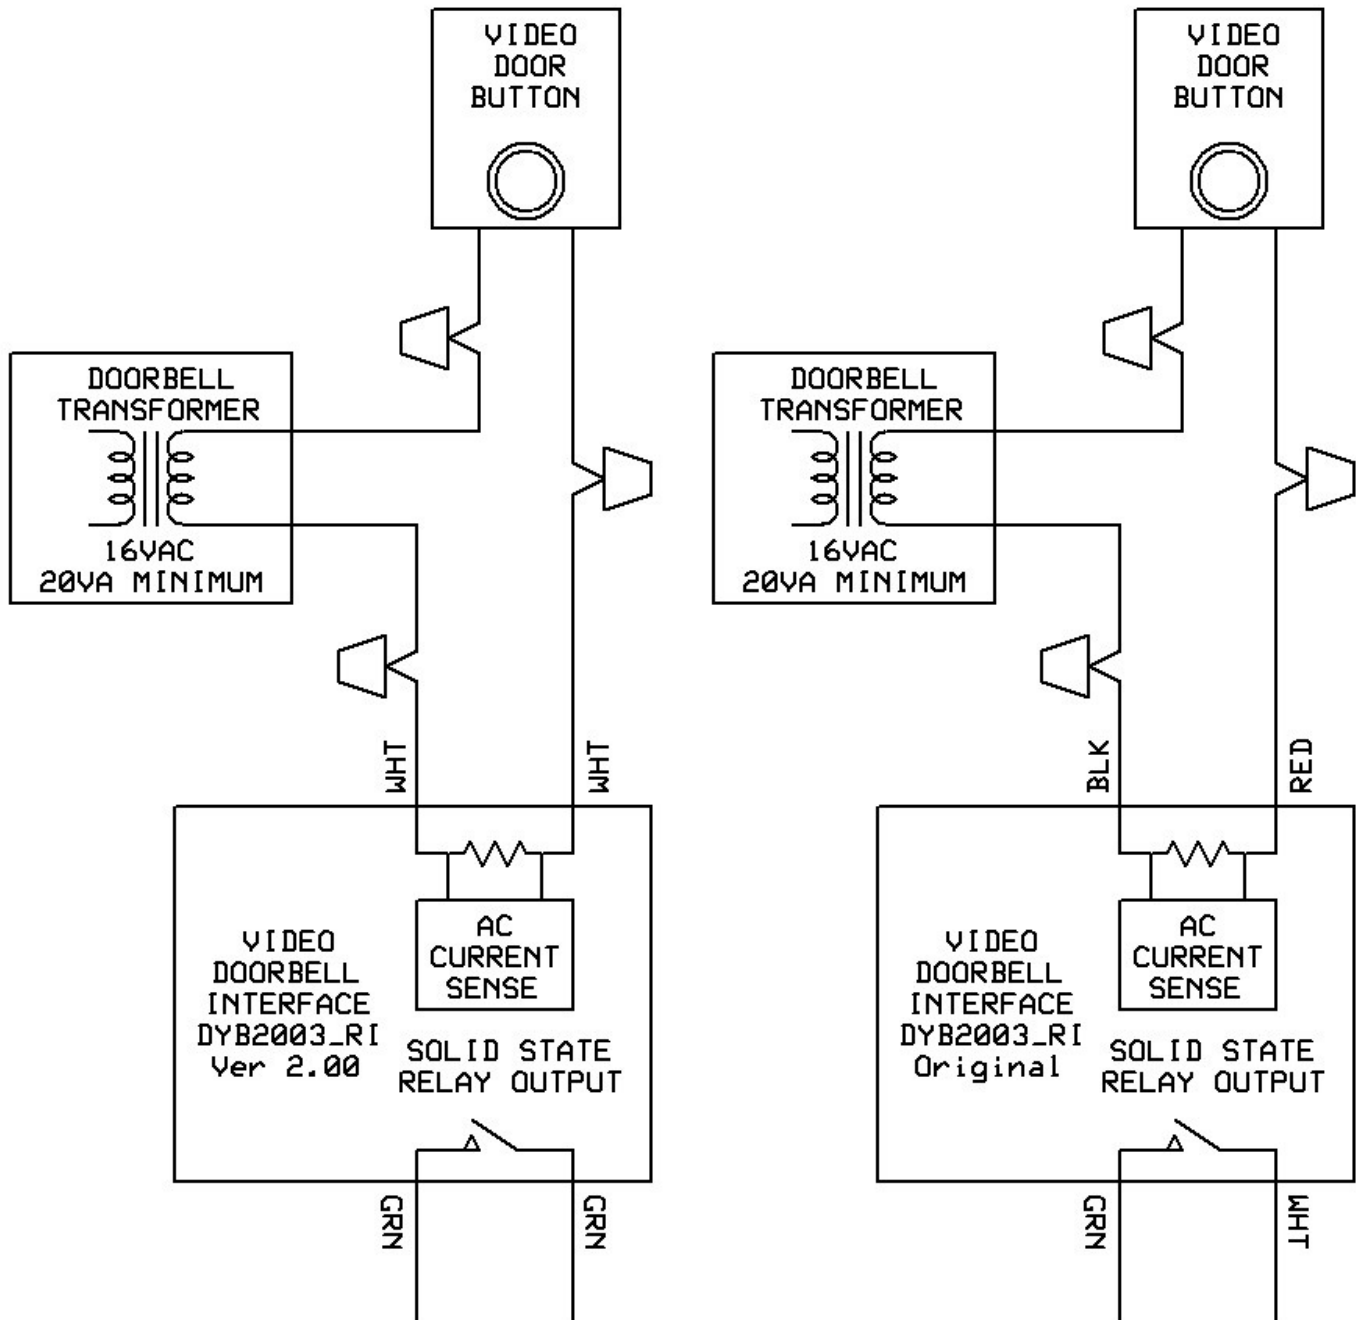 VIDEO
DOOR
BUTTON
DOORBELL
TRANSFORMER
16VAC
20VA MINIMUM
WHT
WHT
AC
CURRENT
SENSE
VIDEO
DOORBELL
INTERFACE
DYB2003_RI
Ver 2.00
SOLID STATE
RELAY OUTPUT
GRN
GRN
VIDEO
DOOR
BUTTON
DOORBELL
TRANSFORMER
16VAC
20VA MINIMUM
BLK
RED
AC
CURRENT
SENSE
VIDEO
DOORBELL
INTERFACE
DYB2003_RI
Original
SOLID STATE
RELAY OUTPUT
GRN
WHT